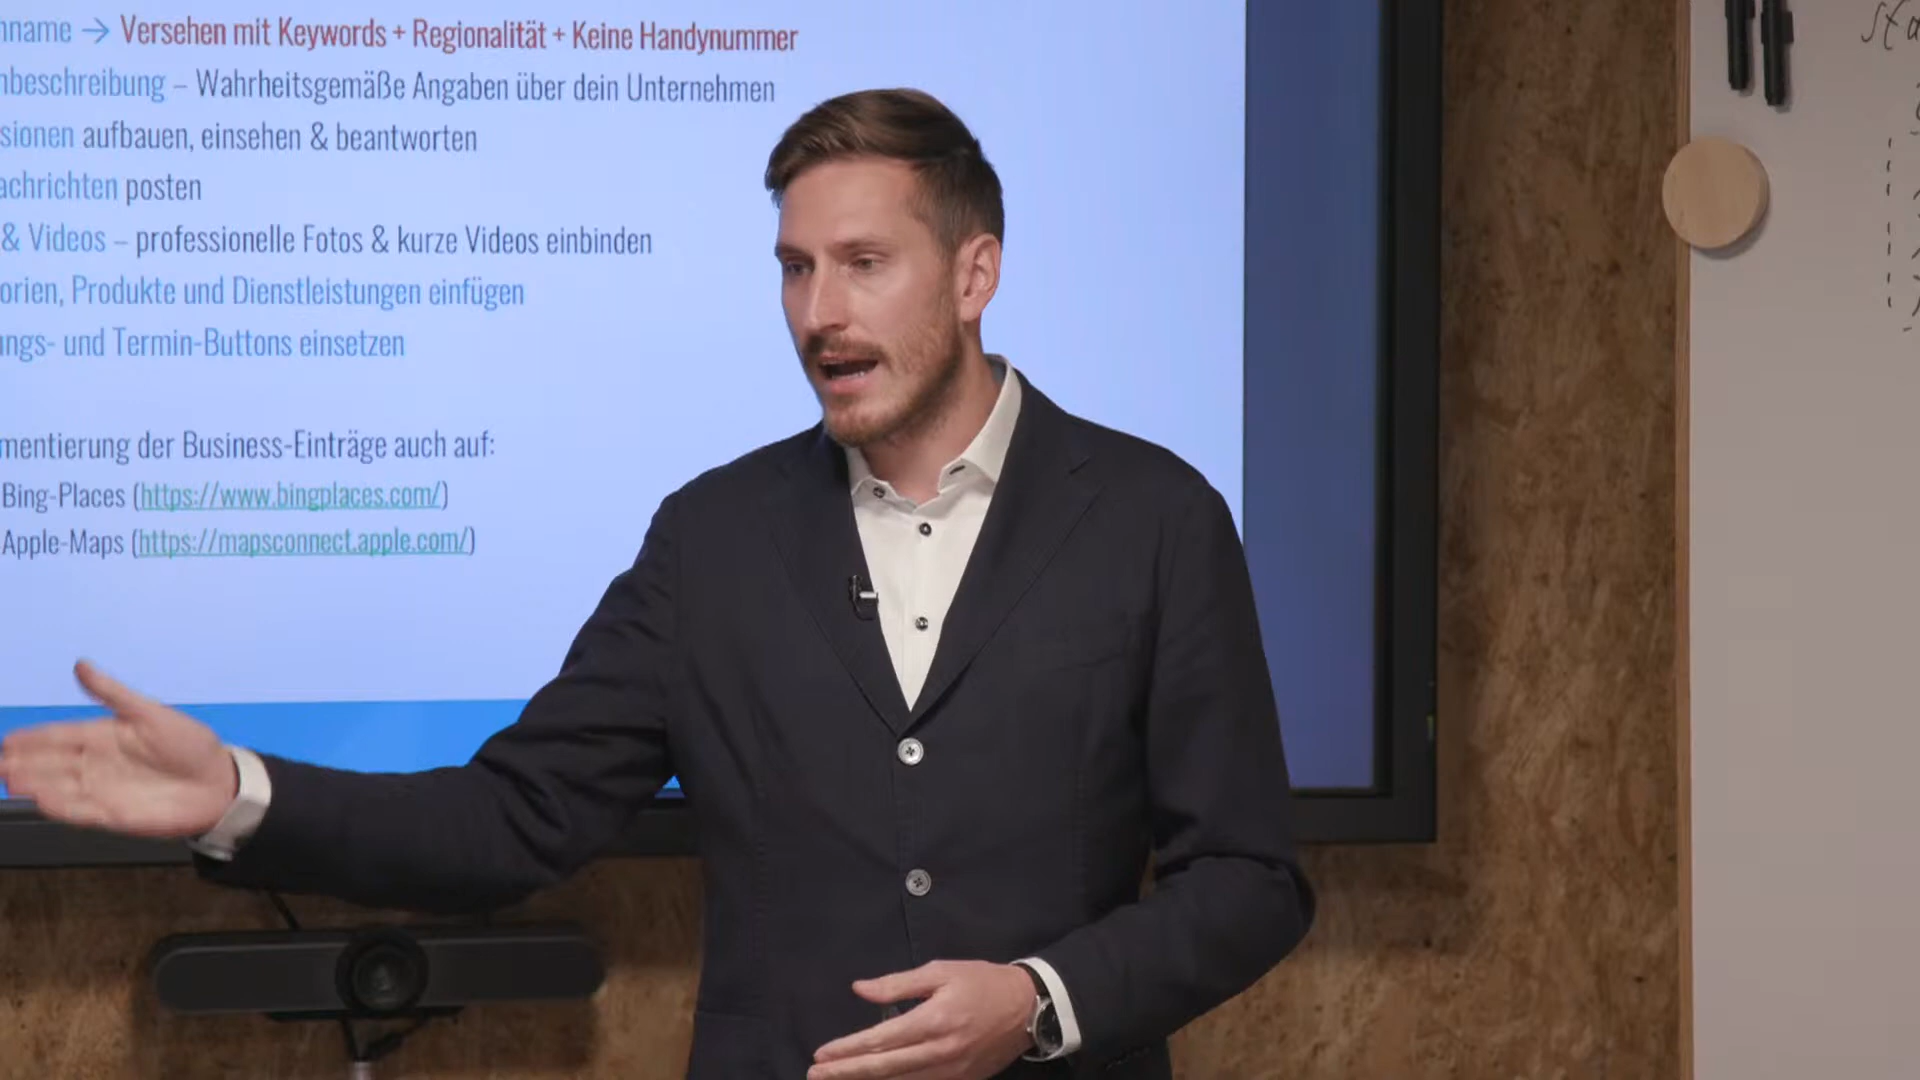 nname → Versehen mit Keywords + Regionalität + Keine Handynummer
nbeschreibung – Wahrheitsgemäße Angaben über dein Unternehmen
sionen aufbauen, einsehen & beantworten
achrichten posten
& Videos – professionelle Fotos & kurze Videos einbinden
orien, Produkte und Dienstleistungen einfügen
ngs- und Termin-Buttons einsetzen
mentierung der Business-Einträge auch auf:
Bing-Places (https://www.bingplaces.com/)
Apple-Maps (https://mapsconnect.apple.com/)